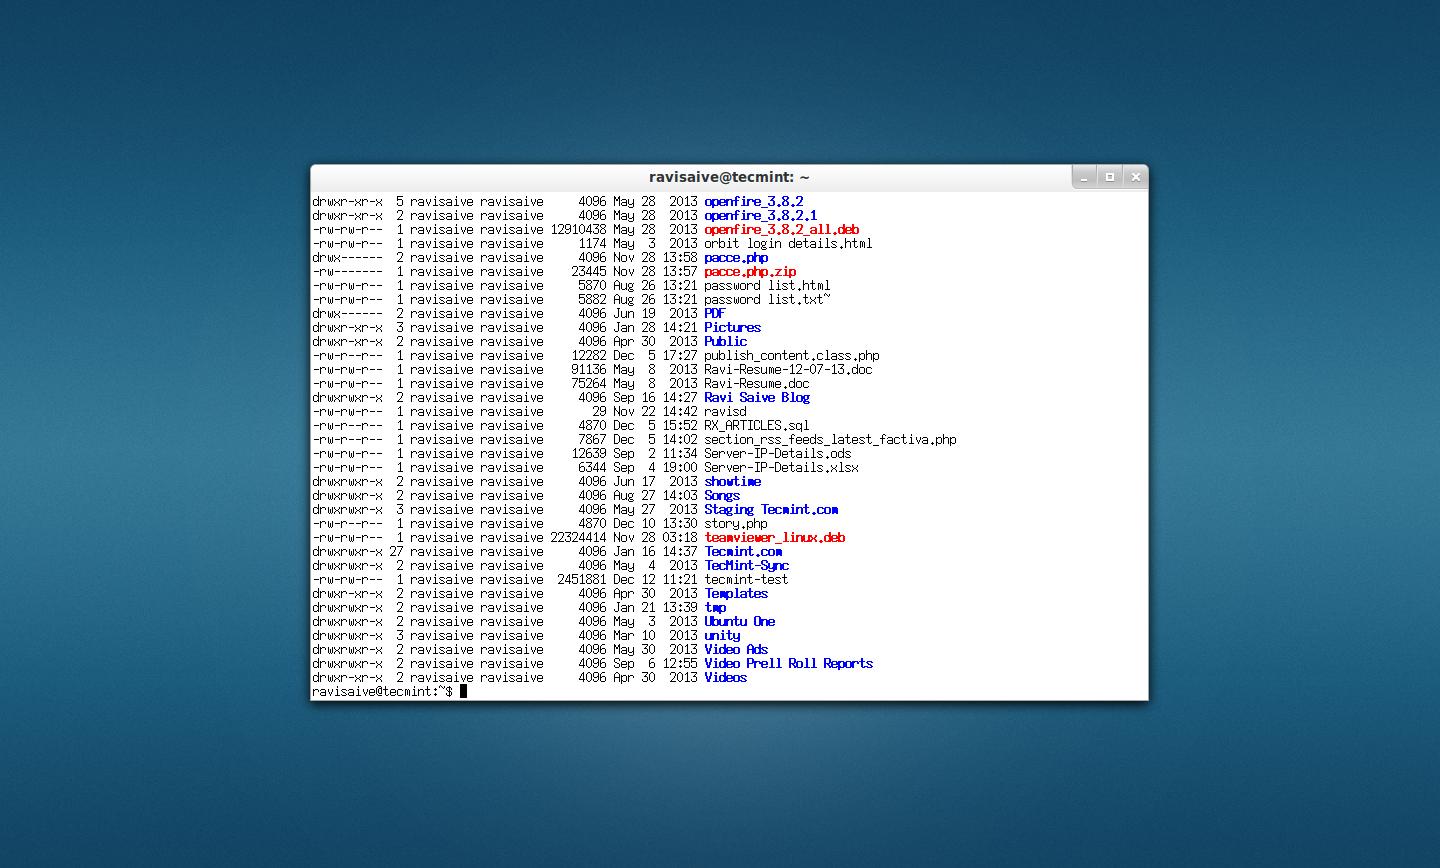 ravisaive@tecmint: ~
drwxr-xr-x  5 ravisaive ravisaive     4096 May 28  2013 openfire_3.8.2
drwxr-xr-x  2 ravisaive ravisaive     4096 May 28  2013 openfire_3.8.2.1
-rw-rw-r--  1 ravisaive ravisaive 12910438 May 28  2013 openfire_3.8.2_all.deb
-rw-rw-r--  1 ravisaive ravisaive     1174 May  3  2013 orbit login details.html
drwx------  2 ravisaive ravisaive     4096 Nov 28 13:58 pacce.php
-rw-------  1 ravisaive ravisaive    23445 Nov 28 13:57 pacce.php.zip
-rw-rw-r--  1 ravisaive ravisaive     5870 Aug 26 13:21 password list.html
-rw-rw-r--  1 ravisaive ravisaive     5882 Aug 26 13:21 password list.txt~
drwx------  2 ravisaive ravisaive     4096 Jun 19  2013 PDF
drwxr-xr-x  3 ravisaive ravisaive     4096 Jan 28 14:21 Pictures
drwxr-xr-x  2 ravisaive ravisaive     4096 Apr 30  2013 Public
-rw-r--r--  1 ravisaive ravisaive    12282 Dec  5 17:27 publish_content.class.php
-rw-rw-r--  1 ravisaive ravisaive    91136 May  8  2013 Ravi-Resume-12-07-13.doc
-rw-rw-r--  1 ravisaive ravisaive    75264 May  8  2013 Ravi-Resume.doc
drwxrwxr-x  2 ravisaive ravisaive     4096 Sep 16 14:27 Ravi Saive Blog
-rw-rw-r--  1 ravisaive ravisaive       29 Nov 22 14:42 ravisd
-rw-rw-r--  1 ravisaive ravisaive     4870 Dec  5 15:52 RX_ARTICLES.sql
-rw-rw-r--  1 ravisaive ravisaive     7867 Dec  5 14:02 section_rss_feeds_latest_factiva.php
-rw-rw-r--  1 ravisaive ravisaive    12639 Sep  2 11:34 Server-IP-Details.ods
-rw-rw-r--  1 ravisaive ravisaive     6344 Sep  4 19:00 Server-IP-Details.xlsx
drwxrwxr-x  2 ravisaive ravisaive     4096 Jun 17  2013 showtime
drwxrwxr-x  2 ravisaive ravisaive     4096 Aug 27 14:03 Songs
drwxrwxr-x  3 ravisaive ravisaive     4096 May 27  2013 Staging Tecmint.com
-rw-r--r--  1 ravisaive ravisaive     4870 Dec 10 13:30 story.php
-rw-rw-r--  1 ravisaive ravisaive 22324414 Nov 28 03:18 teamviewer_linux.deb
drwxrwxr-x 27 ravisaive ravisaive     4096 Jan 16 14:37 Tecmint.com
drwxrwxr-x  2 ravisaive ravisaive     4096 May  4  2013 TecMint-Sync
-rw-rw-r--  1 ravisaive ravisaive  2451881 Dec 12 11:21 tecmint-test
drwxr-xr-x  2 ravisaive ravisaive     4096 Apr 30  2013 Templates
drwxrwxr-x  2 ravisaive ravisaive     4096 Jan 21 13:39 tmp
drwxrwxr-x  2 ravisaive ravisaive     4096 May  3  2013 Ubuntu One
drwxrwxr-x  3 ravisaive ravisaive     4096 Mar 10  2013 unity
drwxrwxr-x  2 ravisaive ravisaive     4096 May 30  2013 Video Ads
drwxrwxr-x  2 ravisaive ravisaive     4096 Sep  6 12:55 Video Prell Roll Reports
drwxr-xr-x  2 ravisaive ravisaive     4096 Apr 30  2013 Videos
ravisaive@tecmint:~$